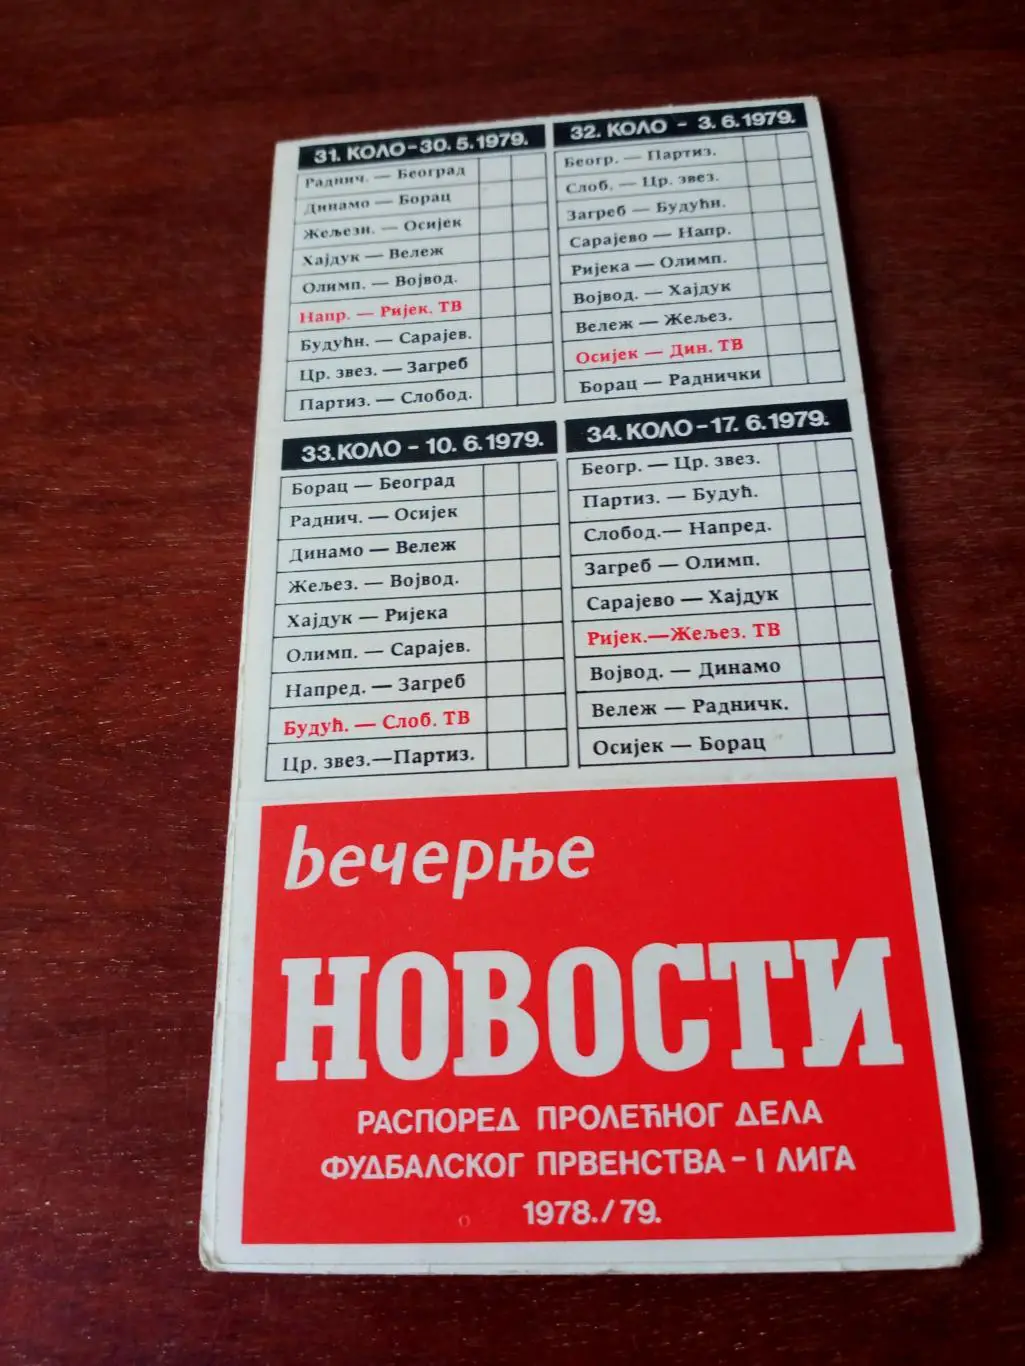 31. КОЛО-30. 5.1979.
Раднич. — Београд
Динамо — Борац
Жељезн. — Осијек
Хајдук — Вележ
Олимп. — Војвод.
Напр. — Ријек. ТВ
Будућн. — Сарајев.
Цр. звез. — Загреб
Партиз. — Слобод.
32. КОЛО - 3. 6.1979.
Београ. — Партиз.
Слоб. — Цр. звез.
Загреб — Будућн.
Сарајево — Напр.
Ријека — Олимп.
Војвод. — Хајдук
Вележ — Жељез.
Осијек — Дин. ТВ
Борац — Раднички
33.КОЛО - 10. 6.1979.
Борац — Београд
Раднич. — Осијек
Динамо — Вележ
Жељез. — Војвод.
Хајдук — Ријека
Олимп. — Сарајев.
Напред. — Загреб
Будућ. — Слоб. ТВ
Цр. звез.—Партиз.
34. КОЛО-17. 6.1979.
Београ. — Цр. звез.
Партиз. — Будућ.
Слобод.— Напред.
Загреб — Олимп.
Сарајево — Хајдук
Ријек.—Жељез. ТВ
Војвод. — Динамо
Вележ — Радничк.
Осијек — Борац
Вечерње
НОВОСТИ
РАСПОРЕД ПРОЛЕЋНОГ ДЕЛА
ФУДБАЛСКОГ ПРВЕНСТВА - I ЛИГА
1978./79.